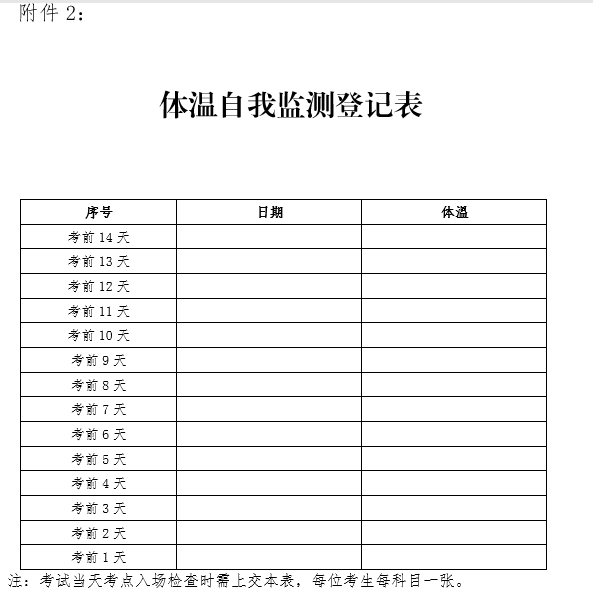 附件 2：
体温自我监测登记表
序号 日期 体温
考前 14 天
考前 13 天
考前 12 天
考前 11 天
考前 10 天
考前 9 天
考前 8 天
考前 7 天
考前 6 天
考前 5 天
考前 4 天
考前 3 天
考前 2 天
考前 1 天
注：考试当天考点入场检查时需上交本表，每位考生每科目一张。